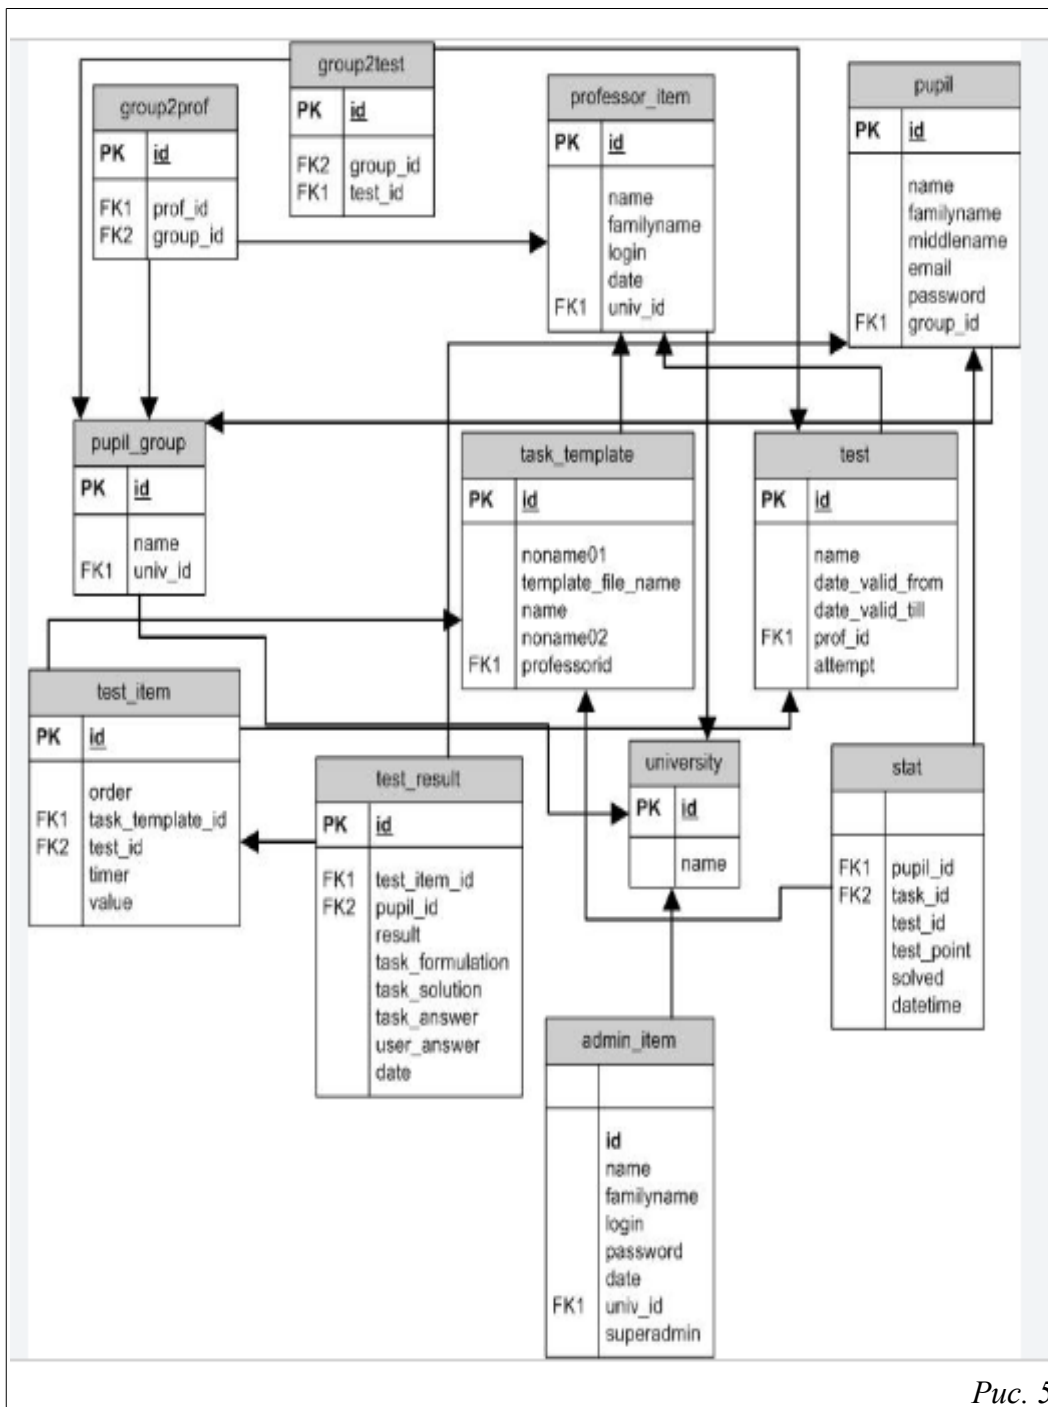 group2test
PK id
FK2 group_id
FK1 test_id
group2prof
PK id
FK1 prof_id
FK2 group_id
professor_item
PK id
name
familyname
login
date
FK1 univ_id
pupil
PK id
name
familyname
middlename
email
password
FK1 group_id
pupil_group
PK id
name
FK1 univ_id
task_template
PK id
noname01
template_file_name
name
noname02
FK1 professorid
test
PK id
name
date_valid_from
date_valid_till
FK1 prof_id
attempt
test_item
PK id
order
FK1 task_template_id
FK2 test_id
timer
value
test_result
PK id
FK1 test_item_id
FK2 pupil_id
result
task_formulation
task_solution
task_answer
user_answer
date
university
PK id
name
stat
FK1 pupil_id
FK2 task_id
test_id
test_point
solved
datetime
admin_item
id
name
familyname
login
password
date
FK1 univ_id
superadmin
Рис. 5